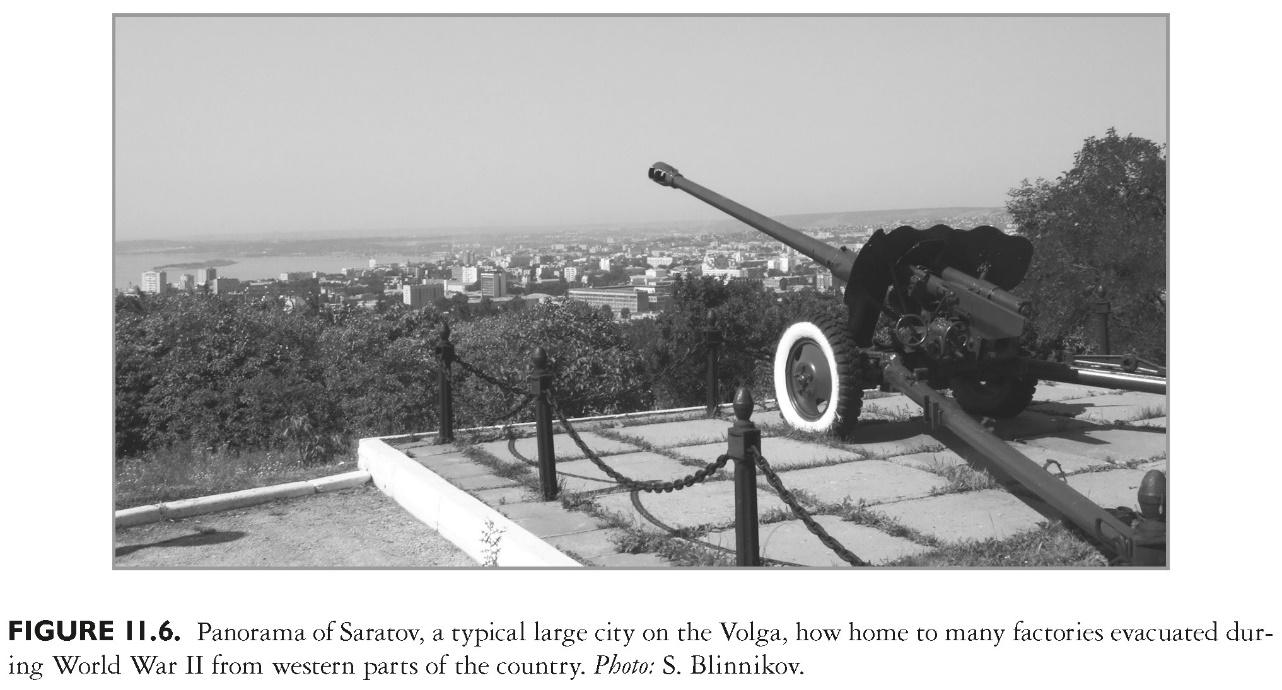 FIGURE 11.6. Panorama of Saratov, a typical large city on the Volga, how home to many factories evacuated dur-
ing World War II from western parts of the country. Photo: S. Blinnikov.